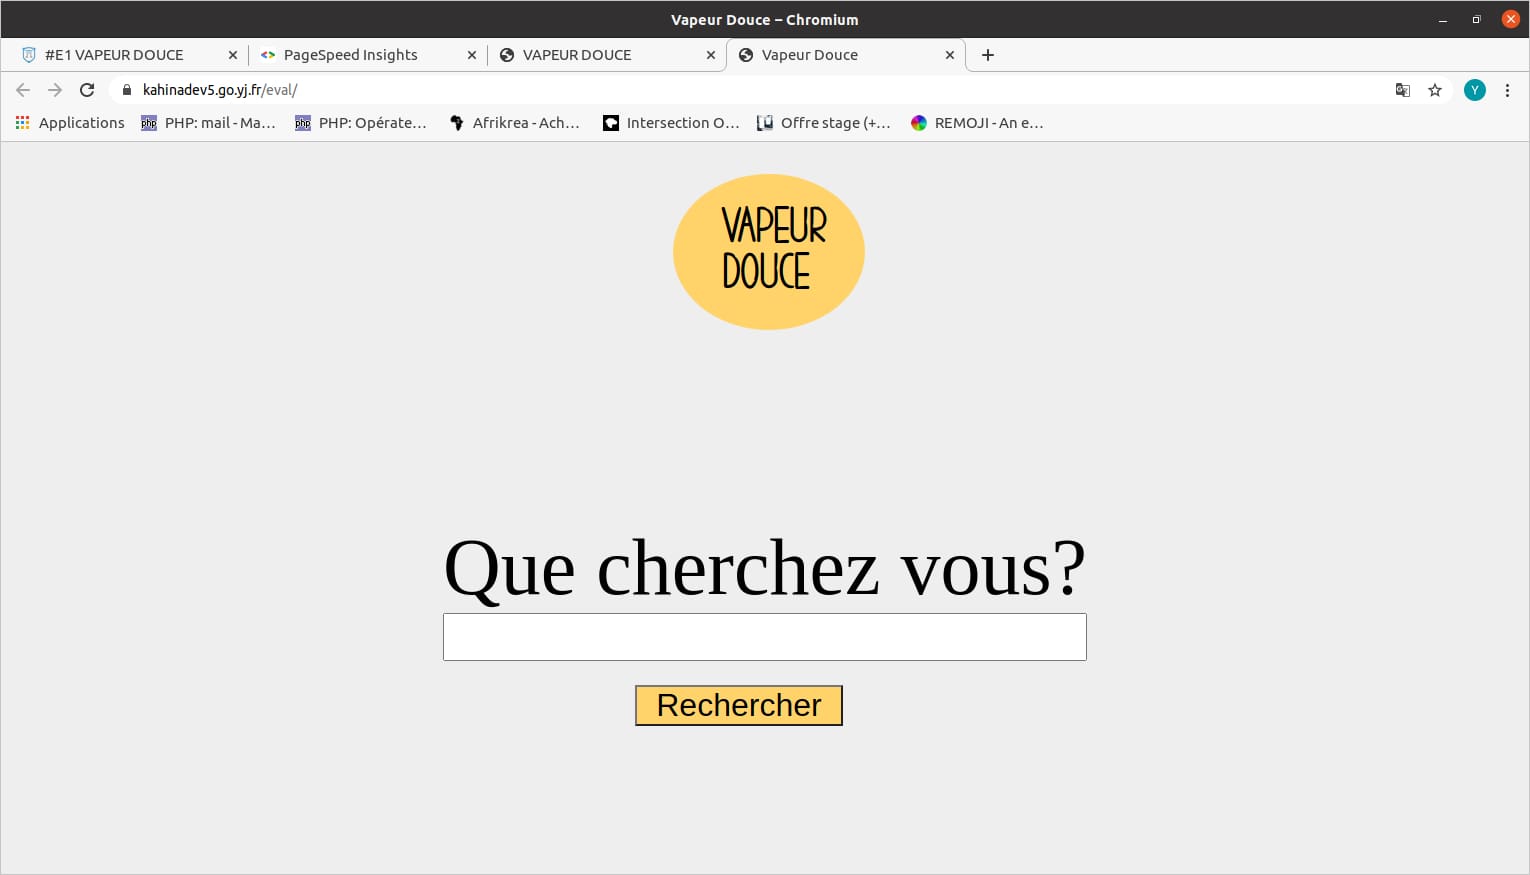 Vapeur Douce – Chromium
#E1 VAPEUR DOUCE
PageSpeed Insights
VAPEUR DOUCE
Vapeur Douce
kahinadev5.go.yj.fr/eval/
Y
Applications
PHP: mail - Ma...
PHP: Opérate...
Afrikrea - Ach...
Intersection O...
Offre stage (+...
REMOJI - An e...
VAPEUR
DOUCE
Que cherchez vous?
Rechercher